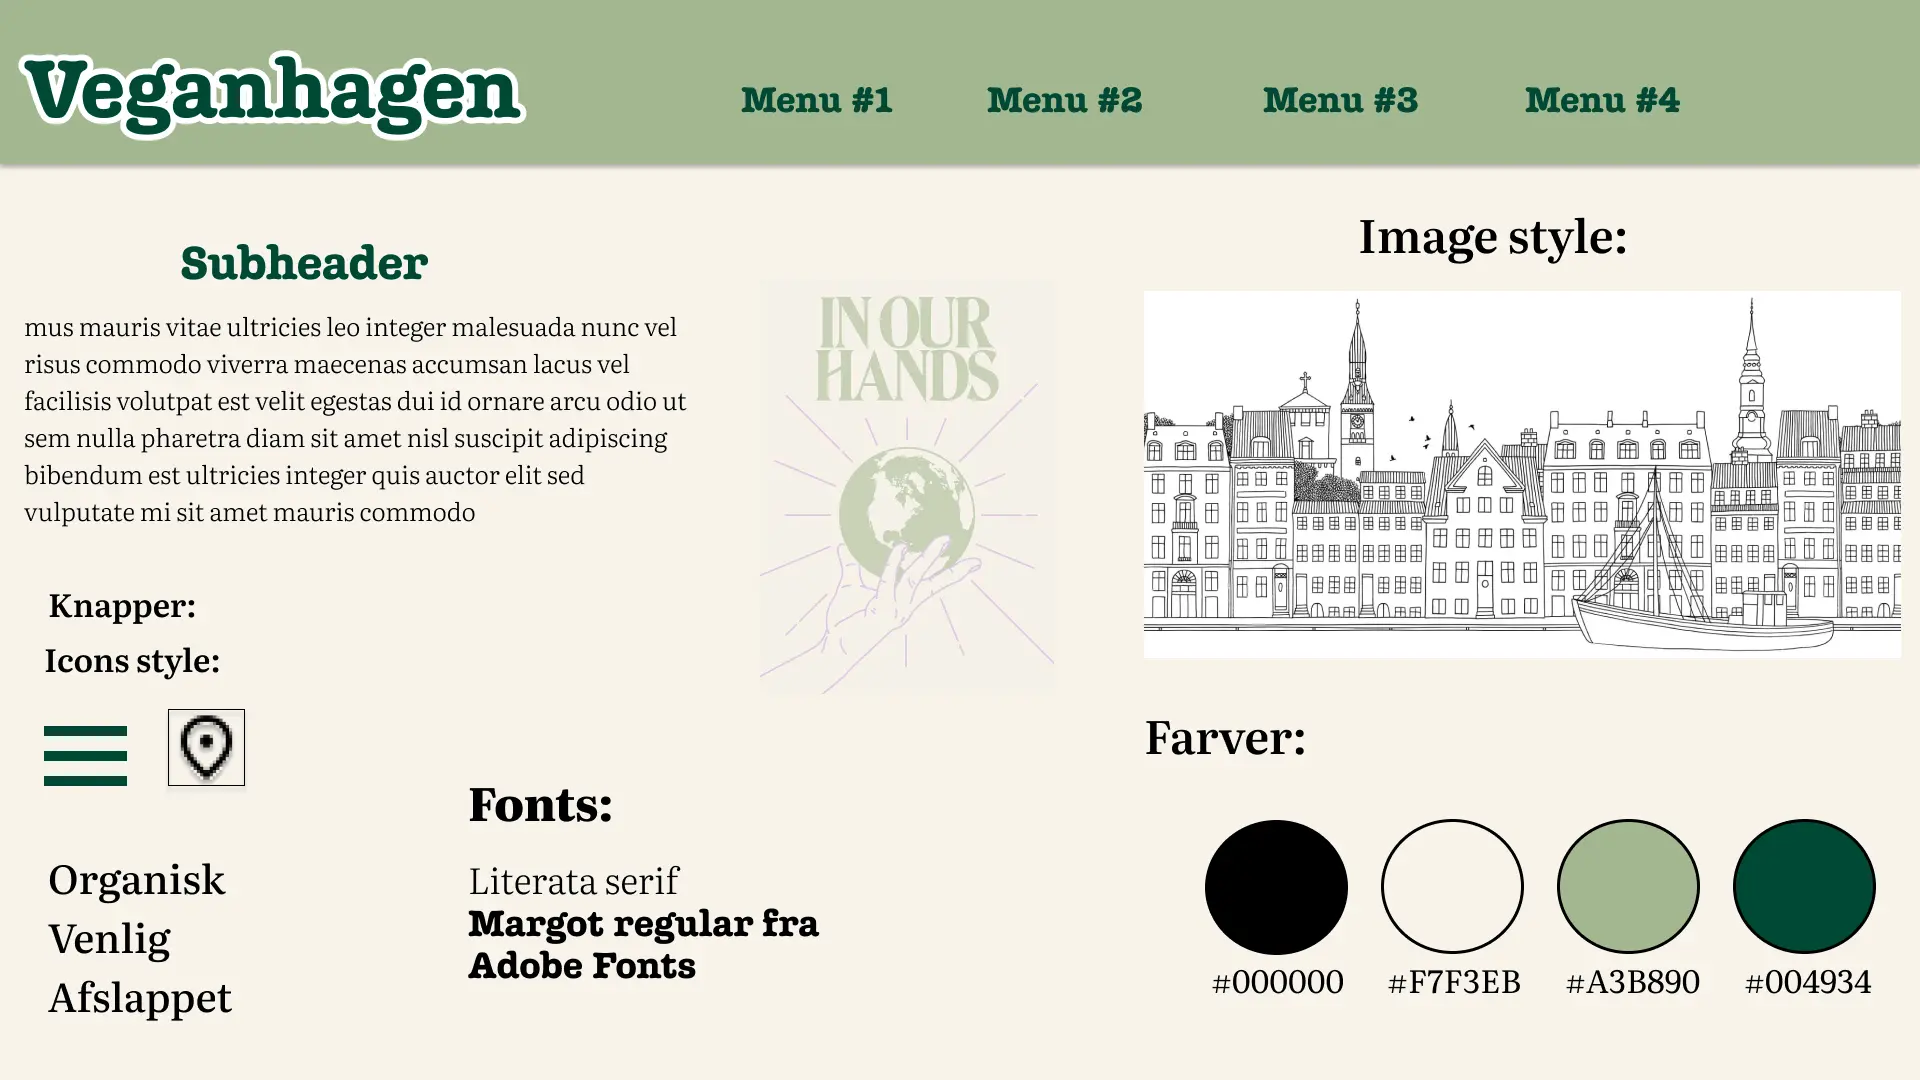 Veganhagen
Menu #1
Menu #2
Menu #3
Menu #4
Subheader
mus mauris vitae ultricies leo integer malesuada nunc vel
risus commodo viverra maecenas accumsan lacus vel
facilisis volutpat est velit egestas dui id ornare arcu odio ut
sem nulla pharetra diam sit amet nisl suscipit adipiscing
bibendum est ultricies integer quis auctor elit sed
vulputate mi sit amet mauris commodo
Knapper:
Icons style:
Organisk
Venlig
Afslappet
IN OUR
HANDS
Fonts:
Literata serif
Margot regular fra
Adobe Fonts
Image style:
Farver:
#000000
#F7F3EB
#A3B890
#004934